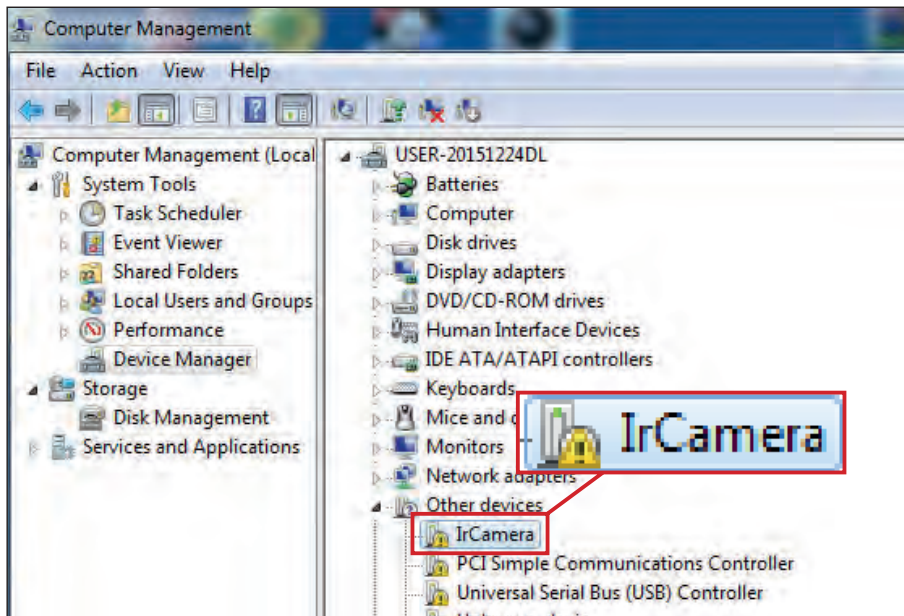 Computer Management
File Action View Help
Computer Management (Local
System Tools
Task Scheduler
Event Viewer
Shared Folders
Local Users and Groups
Performance
Device Manager
Storage
Disk Management
Services and Applications
USER-20151224DL
Batteries
Computer
Disk drives
Display adapters
DVD/CD-ROM drives
Human Interface Devices
IDE ATA/ATAPI controllers
Keyboards
Mice and
Monitors
Network adapters
Other devices
IrCamera
PCI Simple Communications Controller
Universal Serial Bus (USB) Controller
IrCamera